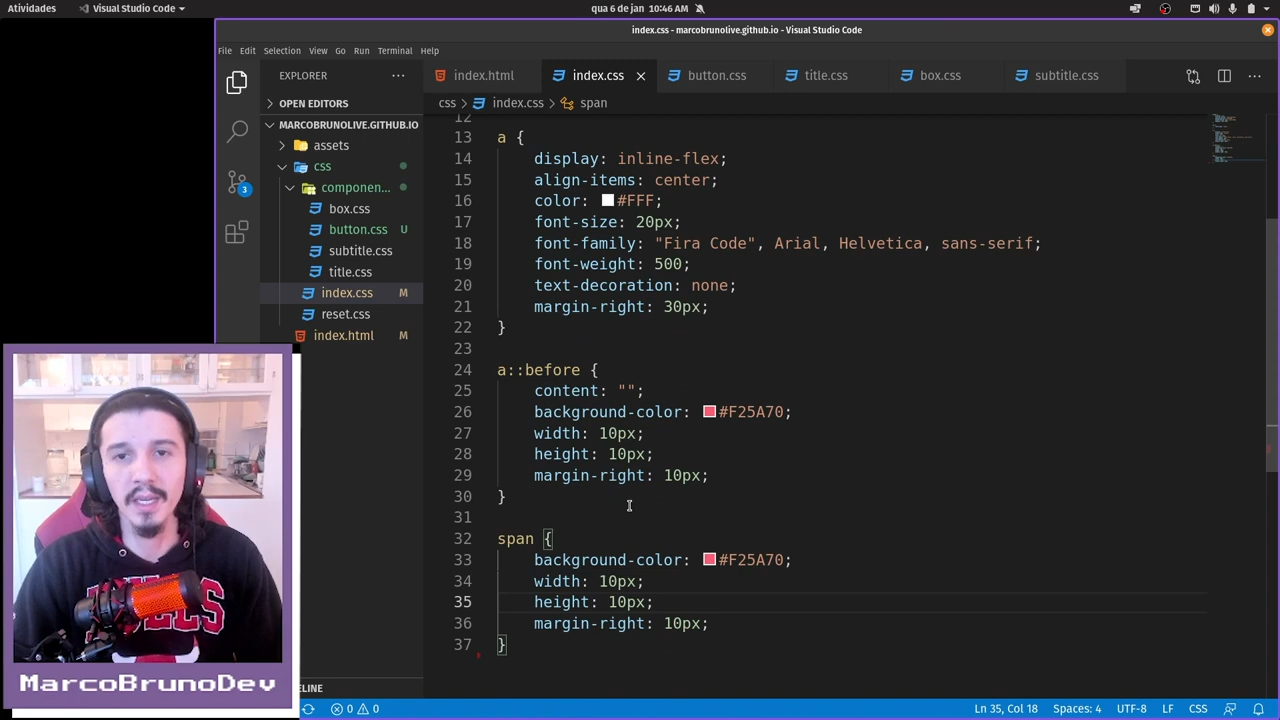 Atividades
Visual Studio Code
qua 6 de jan 10:46 AM
index.css - marcobrunolive.github.io - Visual Studio Code
File Edit Selection View Go Run Terminal Help
EXPLORER
index.html
index.css
button.css
title.css
box.css
subtitle.css
OPEN EDITORS
css index.css span
MARCOBRUNOLIVE.GITHUB.IO
assets
css
componen...
box.css
button.css U
subtitle.css
title.css
index.css M
reset.css
index.html M
3
12
13 a {
14 display: inline-flex;
15 align-items: center;
16 color: #FFF;
17 font-size: 20px;
18 font-family: "Fira Code", Arial, Helvetica, sans-serif;
19 font-weight: 500;
20 text-decoration: none;
21 margin-right: 30px;
22 }
23
24 a::before {
25 content: "";
26 background-color: #F25A70;
27 width: 10px;
28 height: 10px;
29 margin-right: 10px;
30 }
31
32 span {
33 background-color: #F25A70;
34 width: 10px;
35 height: 10px;
36 margin-right: 10px;
37 }
MarcoBrunoDev
ELINE
0 0
Ln 35, Col 18 Spaces: 4 UTF-8 LF CSS